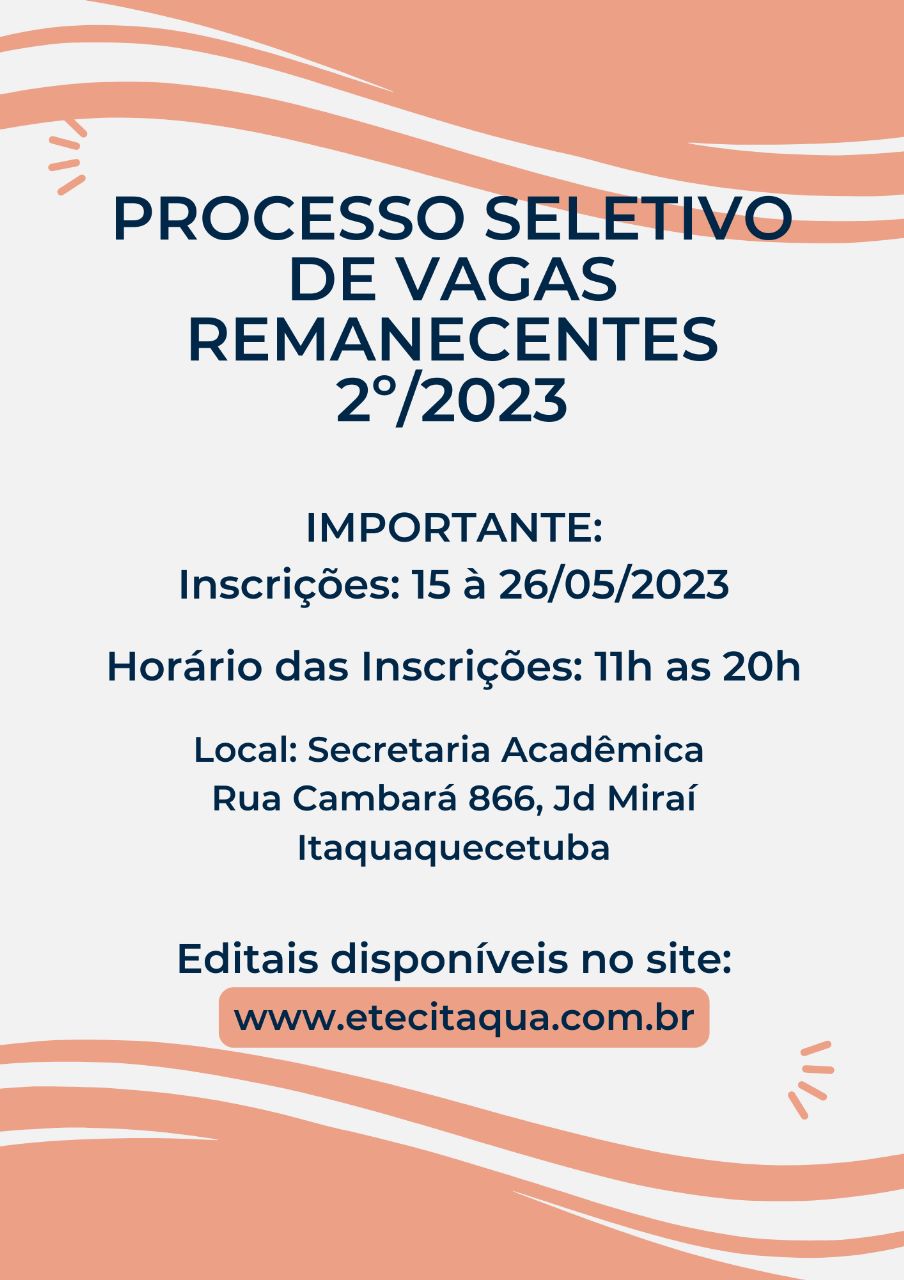 PROCESSO SELETIVO
DE VAGAS
REMANECENTES
2º/2023
IMPORTANTE:
Inscrições: 15 à 26/05/2023
Horário das Inscrições: 11h as 20h
Local: Secretaria Acadêmica
Rua Cambará 866, Jd Miraí
Itaquaquecetuba
Editais disponíveis no site:
www.etecitaqua.com.br